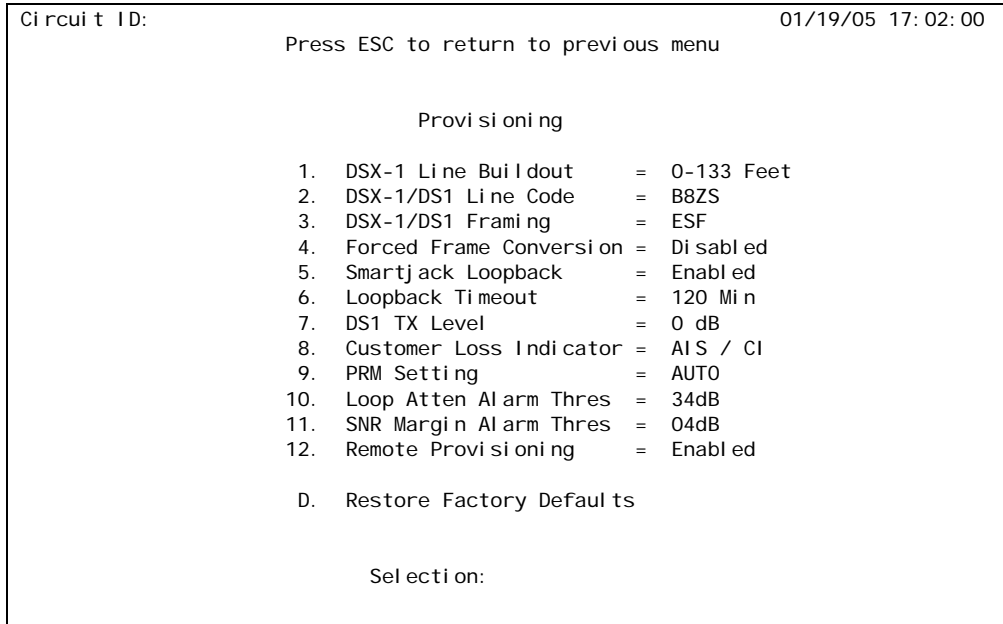 Circuit ID: 01/19/05 17:02:00
Press ESC to return to previous menu
Provisioning
1. DSX-1 Line Buildout = 0-133 Feet
2. DSX-1/DS1 Line Code = B8ZS
3. DSX-1/DS1 Framing = ESF
4. Forced Frame Conversion = Disabled
5. Smartjack Loopback = Enabled
6. Loopback Timeout = 120 Min
7. DS1 TX Level = 0 dB
8. Customer Loss Indicator = AIS / CI
9. PRM Setting = AUTO
10. Loop Atten Alarm Thres = 34dB
11. SNR Margin Alarm Thres = 04dB
12. Remote Provisioning = Enabled
D. Restore Factory Defaults
Selection: